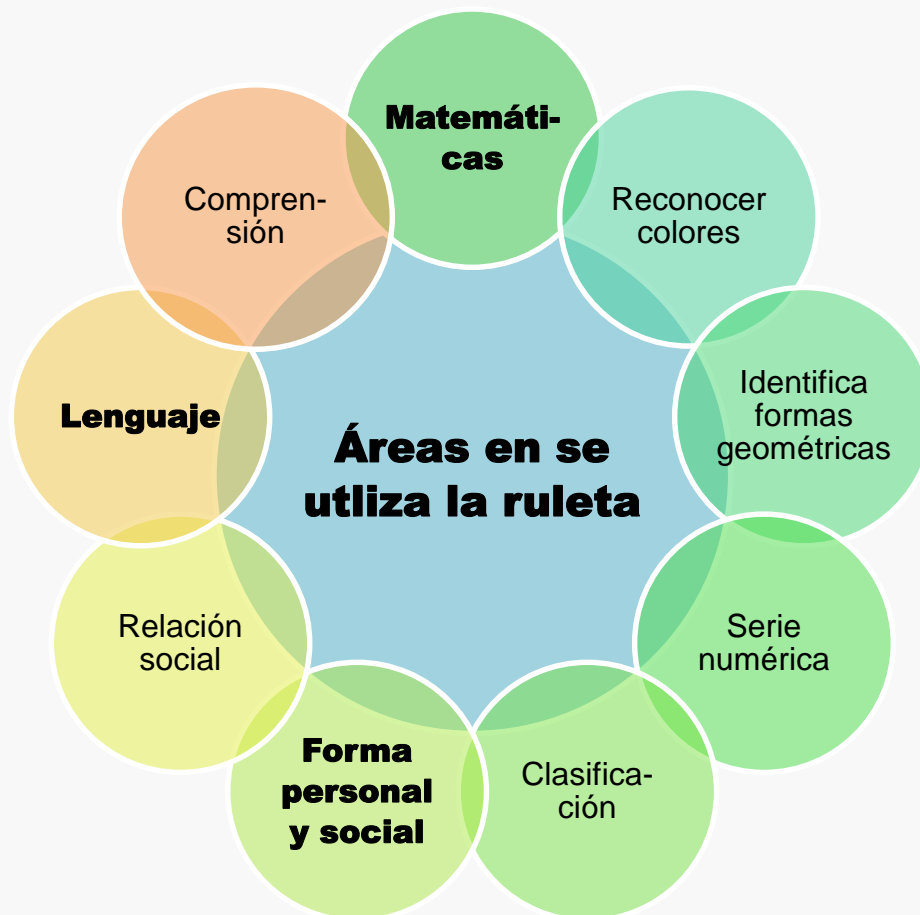 Áreas en se
utliza la ruleta
Matemáti-
cas
Reconocer
colores
Identifica
formas
geométricas
Serie
numérica
Clasifica-
ción
Forma
personal
y social
Relación
social
Lenguaje
Compren-
sión